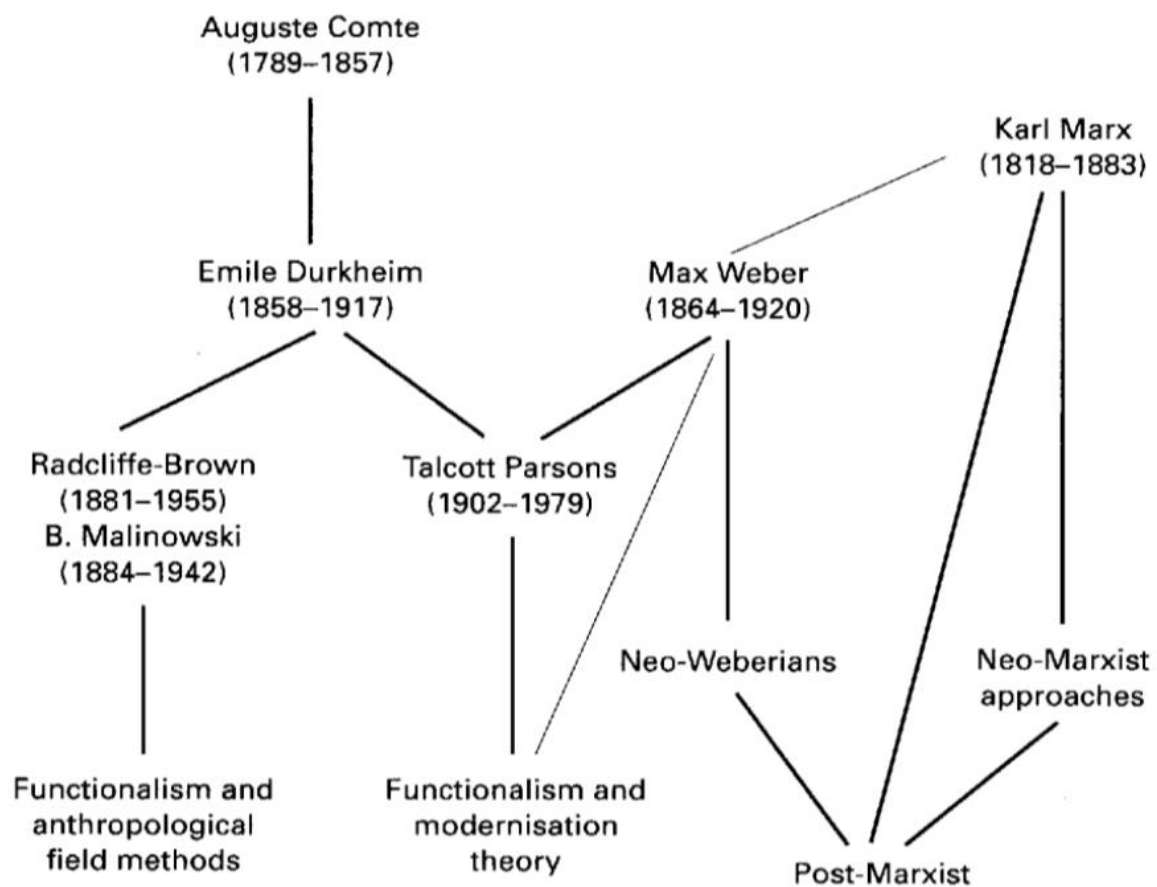 Auguste Comte
(1789–1857)
Karl Marx
(1818–1883)
Emile Durkheim
(1858–1917)
Max Weber
(1864–1920)
Radcliffe-Brown
(1881–1955)
B. Malinowski
(1884–1942)
Talcott Parsons
(1902–1979)
Neo-Weberians
Neo-Marxist
approaches
Functionalism and
anthropological
field methods
Functionalism and
modernisation
theory
Post-Marxist